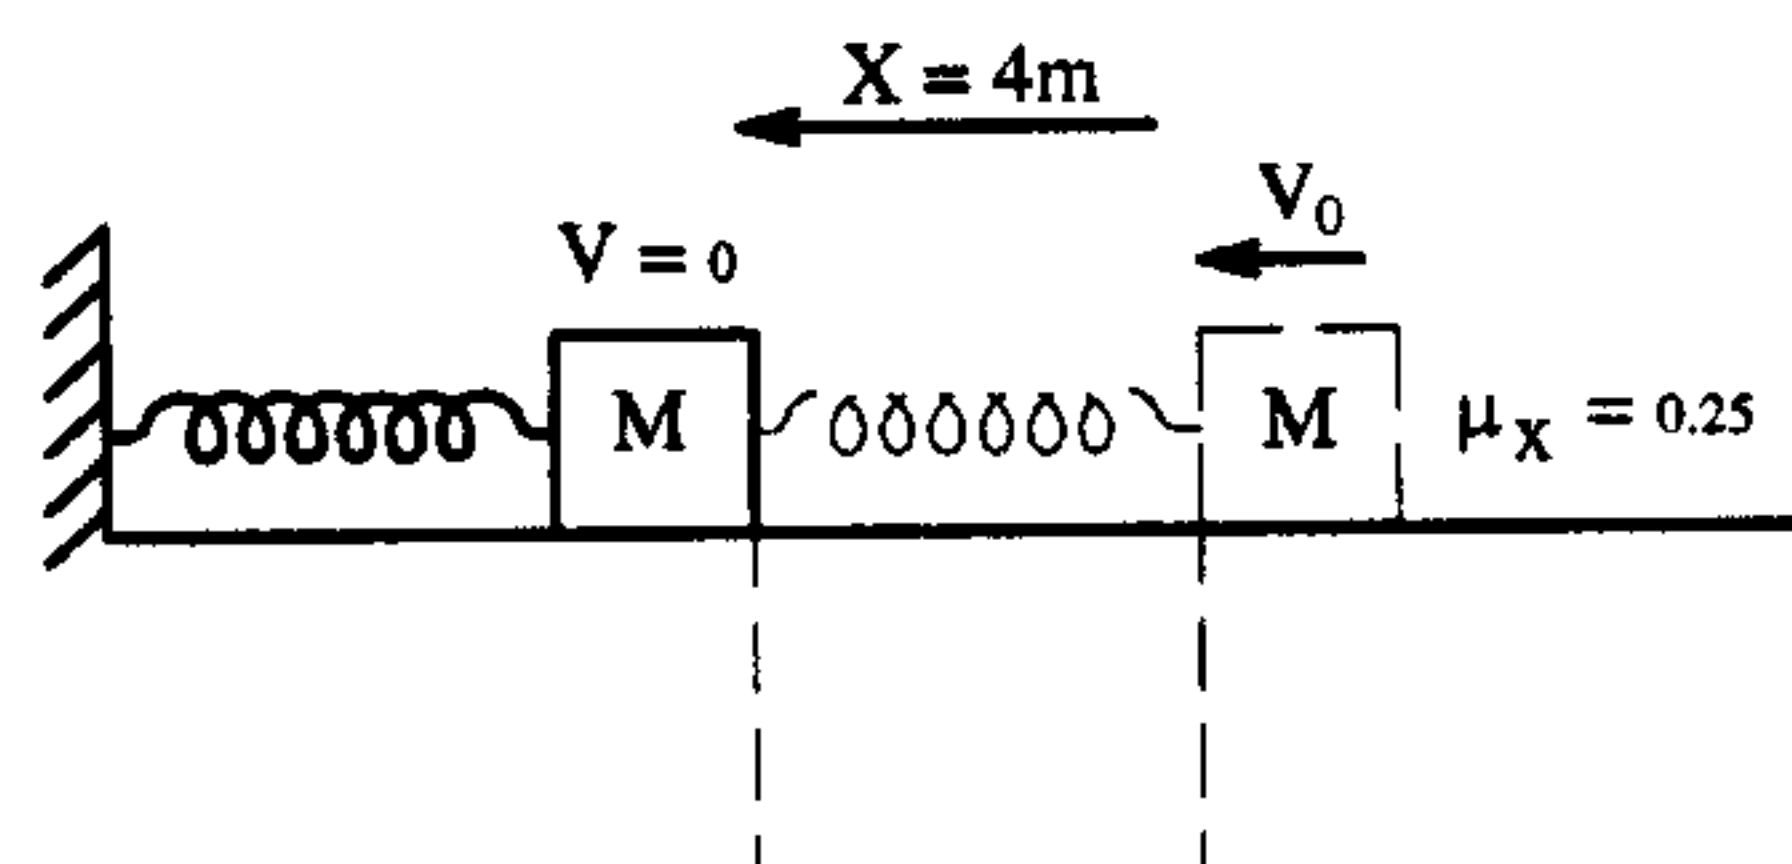 X = 4m
V₀
V = 0
M
M
μₓ = 0.25